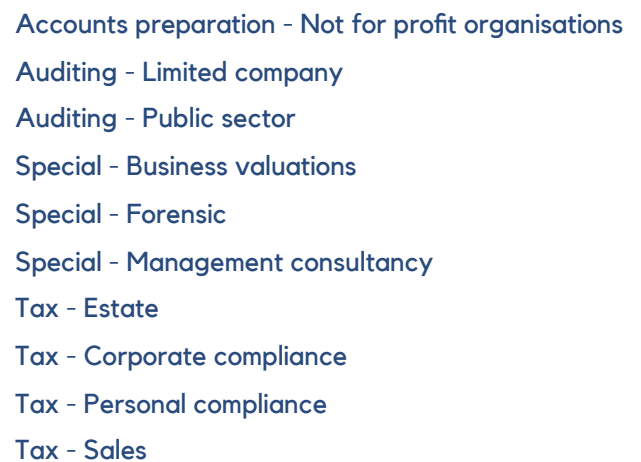 Accounts preparation - Not for profit organisations
Auditing - Limited company
Auditing - Public sector
Special - Business valuations
Special - Forensic
Special - Management consultancy
Tax - Estate
Tax - Corporate compliance
Tax - Personal compliance
Tax - Sales